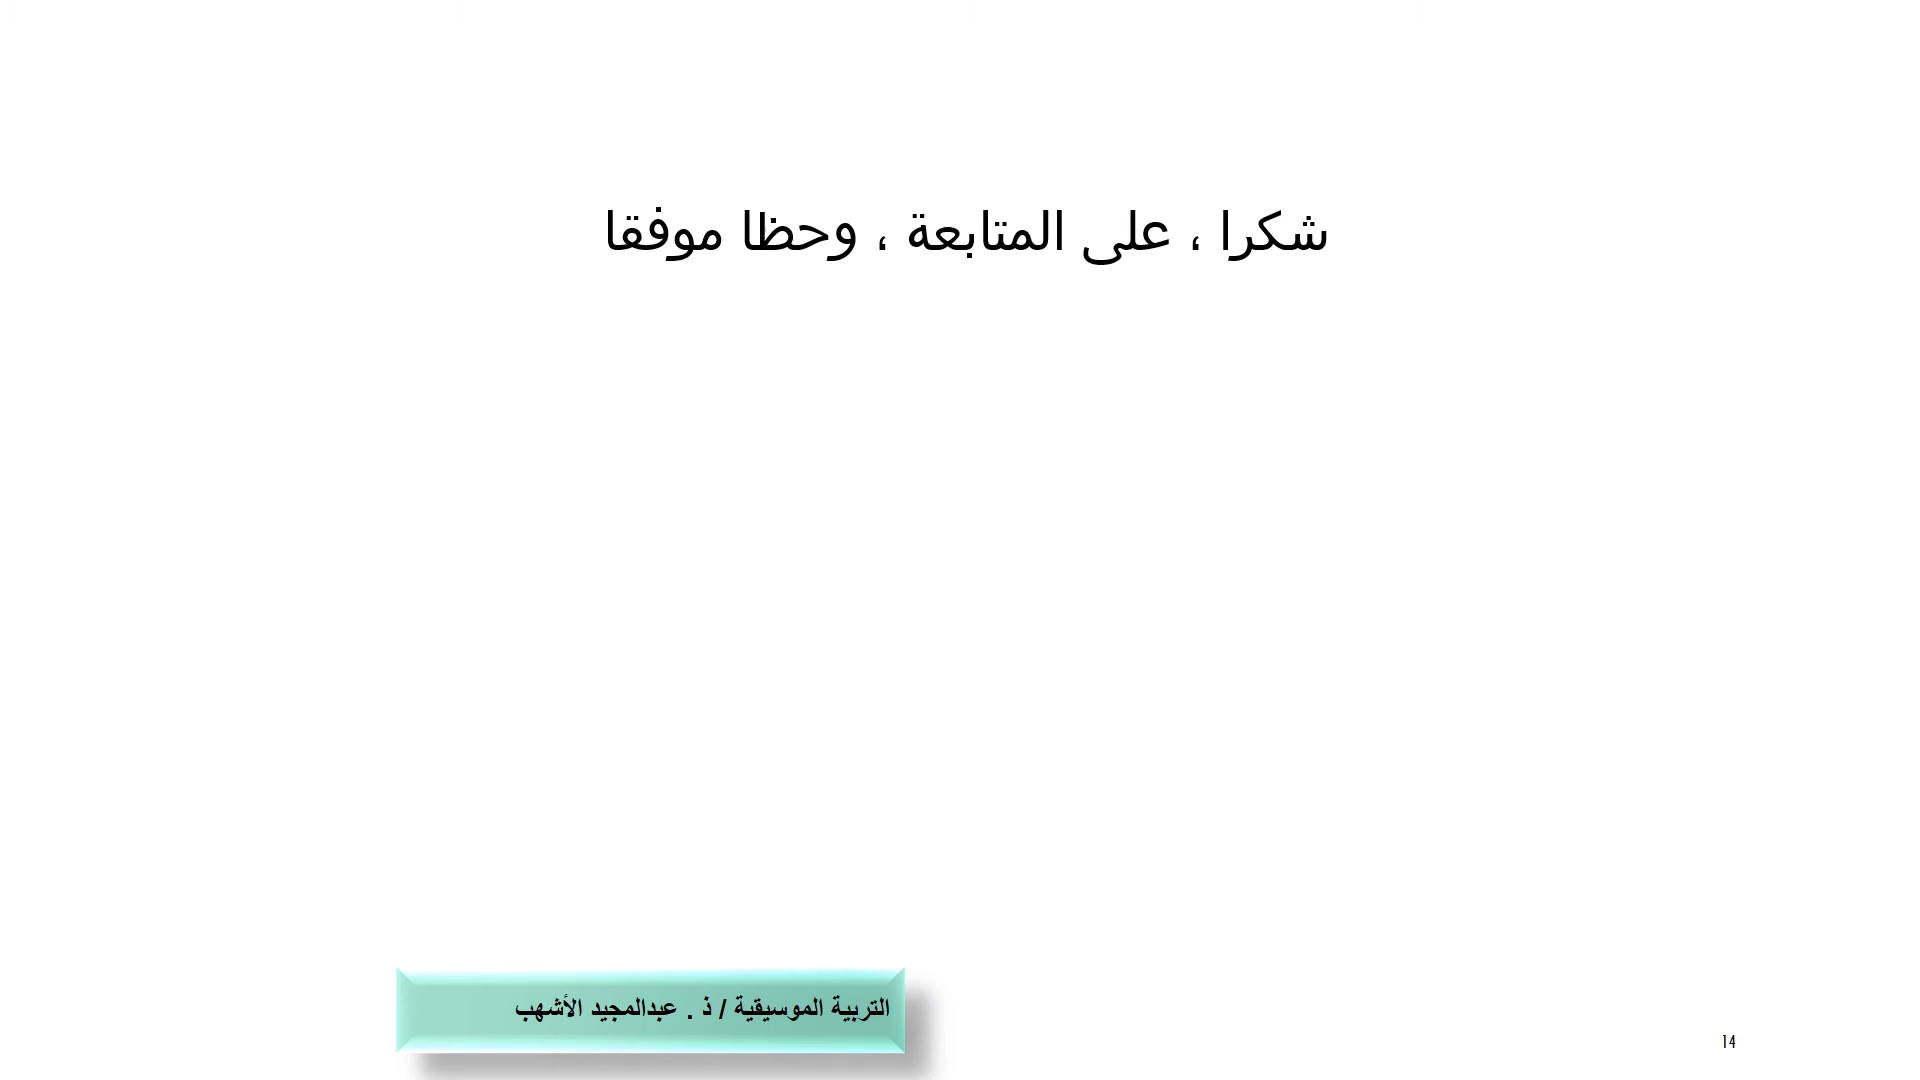 شكرا ، على المتابعة ، وحظا موفقا
التربية الموسيقية / ذ . عبدالمجيد الأشهب
14